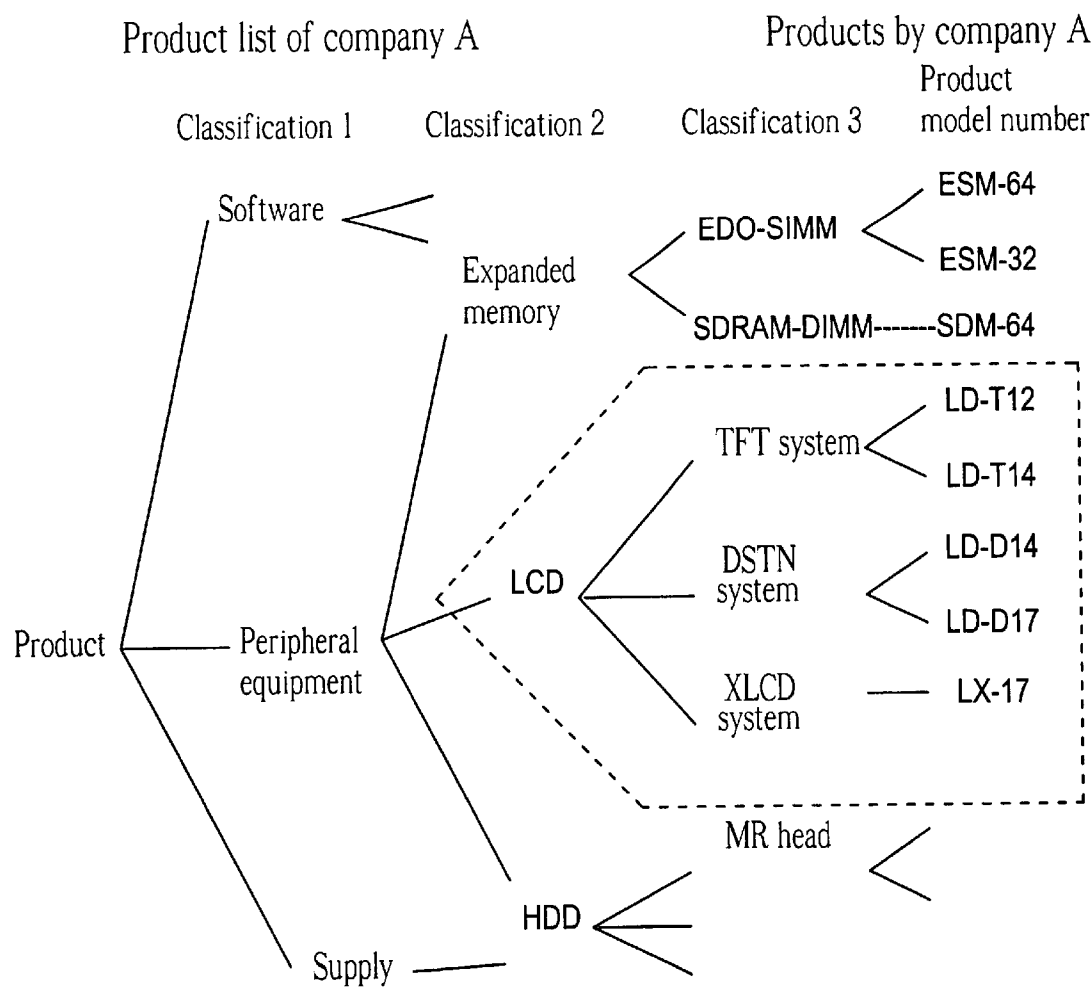 Product list of company A
Products by company A
Classification 1
Classification 2
Classification 3
Product
model number
Software
Expanded
memory
EDO-SIMM
ESM-64
ESM-32
SDRAM-DIMM
SDM-64
Product
Peripheral
equipment
LCD
TFT system
LD-T12
LD-T14
DSTN
system
LD-D14
LD-D17
XLCD
system
LX-17
HDD
MR head
Supply